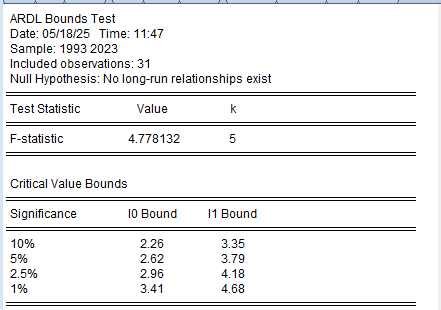 ARDL Bounds Test
Date: 05/18/25 Time: 11:47
Sample: 1993 2023
Included observations: 31
Null Hypothesis: No long-run relationships exist
Test Statistic Value k
F-statistic 4.778132 5
Critical Value Bounds
Significance I0 Bound I1 Bound
10% 2.26 3.35
5% 2.62 3.79
2.5% 2.96 4.18
1% 3.41 4.68